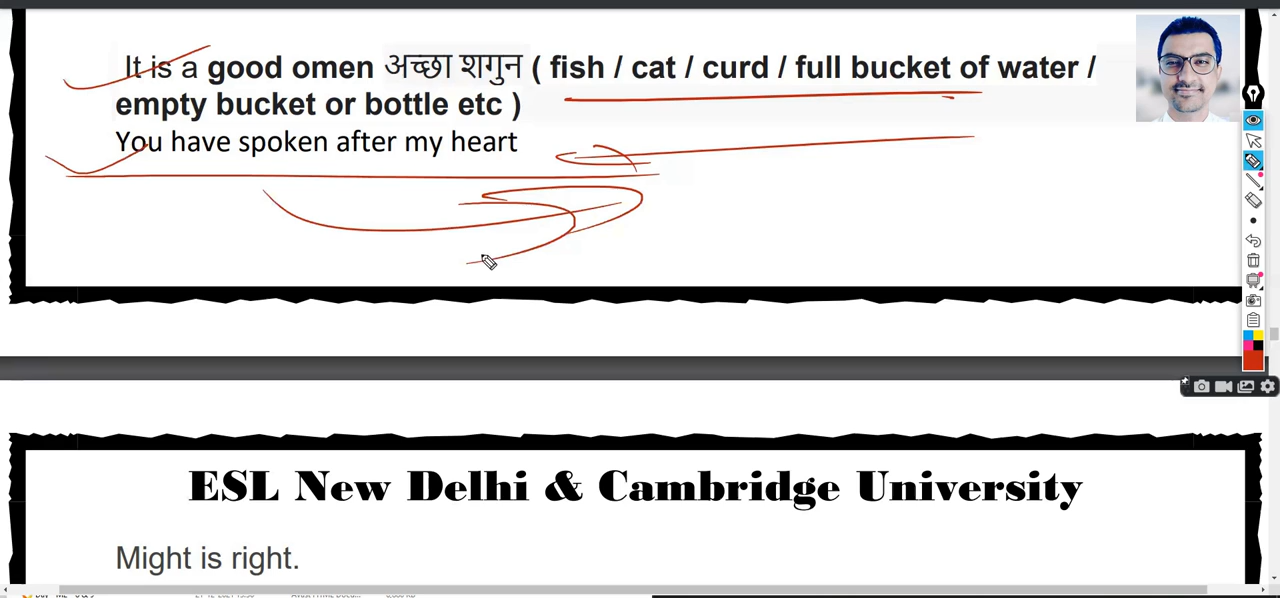 It is a good omen अच्छा शगुन ( fish / cat / curd / full bucket of water /
empty bucket or bottle etc )
You have spoken after my heart
ESL New Delhi & Cambridge University
Might is right.